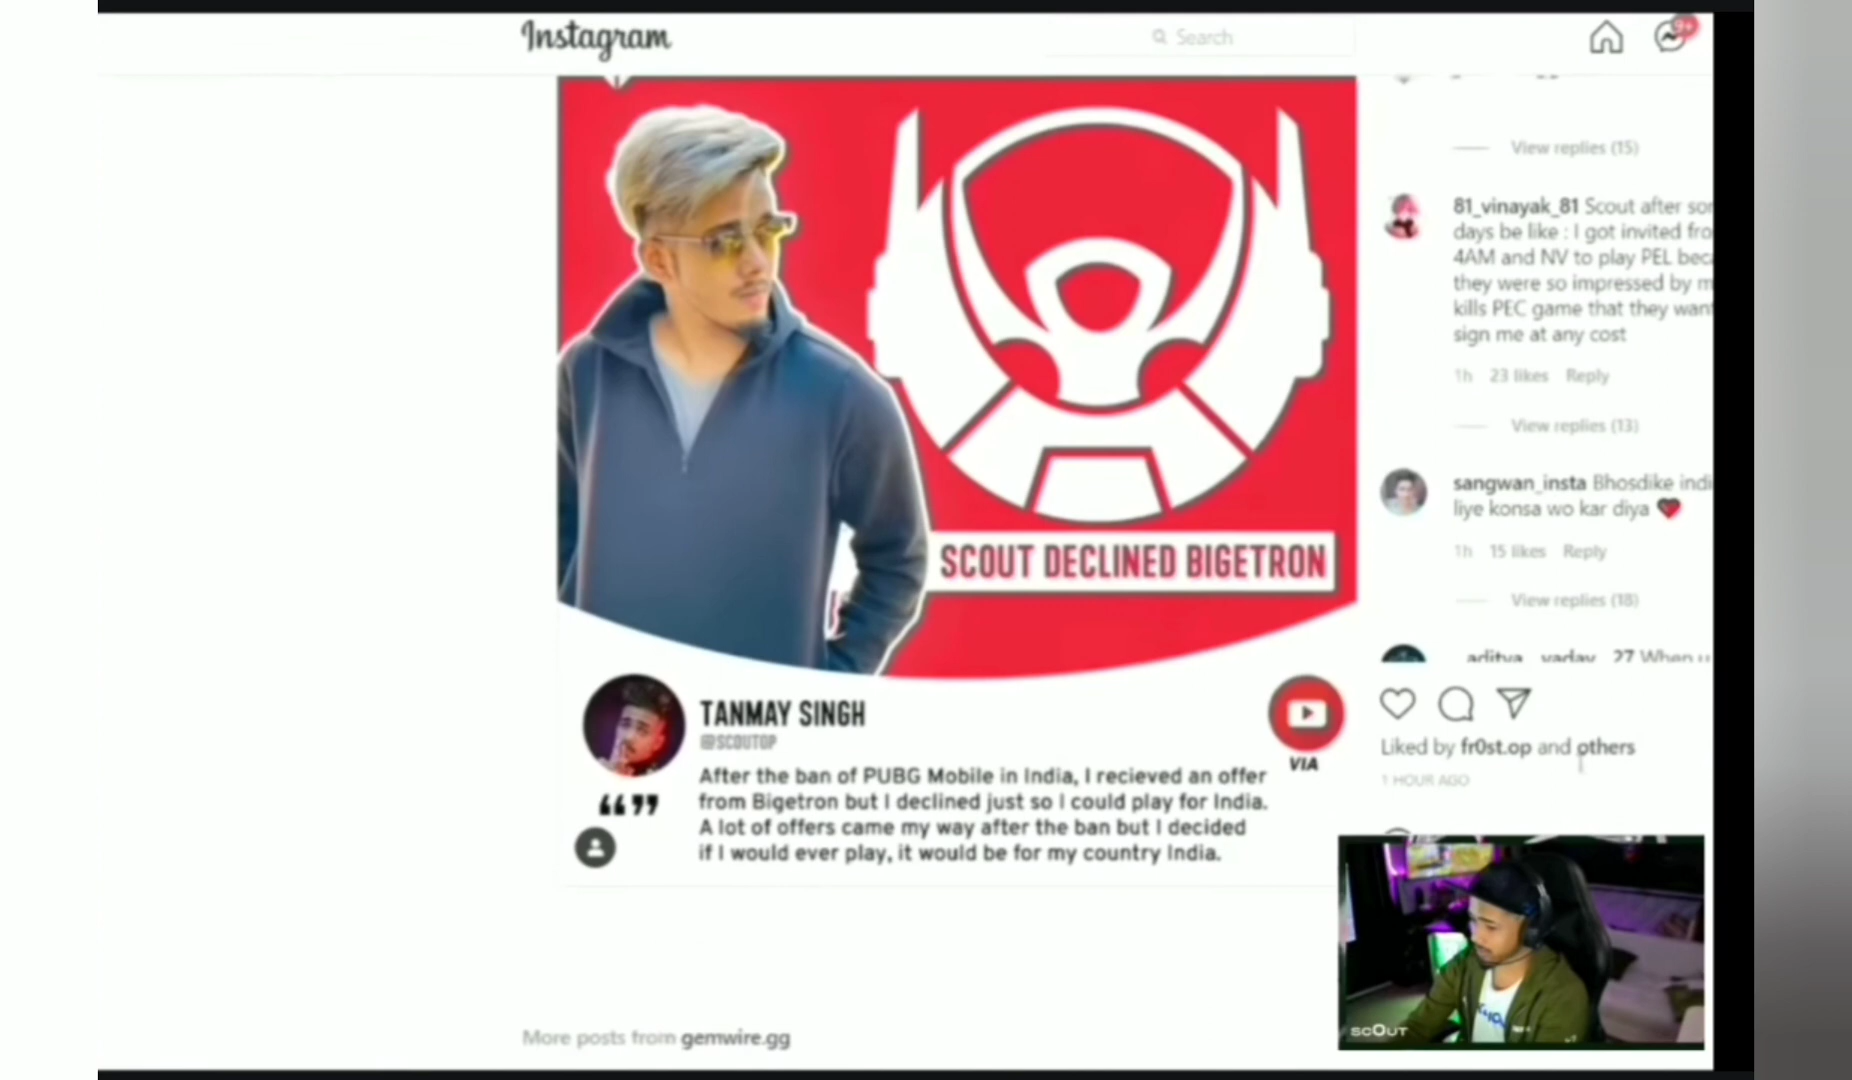 Instagram
Search
9+
View replies (15)
81_vinayak_81 Scout after
days be like : I got invited
4AM and NV to play PEL
they were so impressed by
kills PEC game that they
sign me at any cost
1h 23 likes Reply
View replies (13)
sangwan_insta Bhosdike
liye konsa wo kar diya
1h 15 likes Reply
View replies (18)
When
SCOUT DECLINED BIGETRON
TANMAY SINGH
@SCOUTOP
VIA
After the ban of PUBG Mobile in India, I recieved an offer
from Bigetron but I declined just so I could play for India.
A lot of offers came my way after the ban but I decided
if I would ever play, it would be for my country India.
Liked by fr0st.op and others
1 HOUR AGO
SCOUT
More posts from gemwire.gg